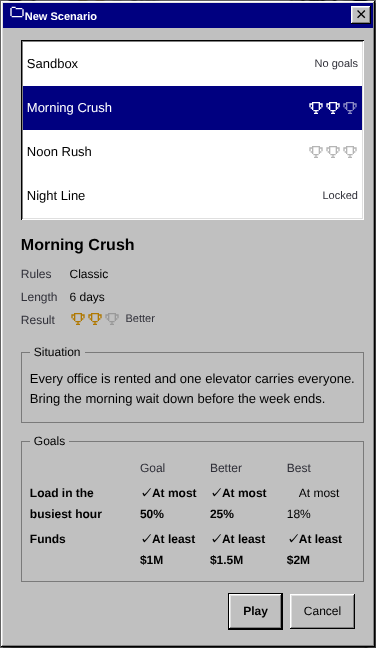 New Scenario
Sandbox No goals
Morning Crush
Noon Rush
Night Line Locked
Morning Crush
Rules Classic
Length 6 days
Result Better
Situation
Every office is rented and one elevator carries everyone.
Bring the morning wait down before the week ends.
Goals
Goal Better Best
Load in the ✓At most ✓At most At most
busiest hour 50% 25% 18%
Funds ✓At least ✓At least ✓At least
$1M $1.5M $2M
Play Cancel